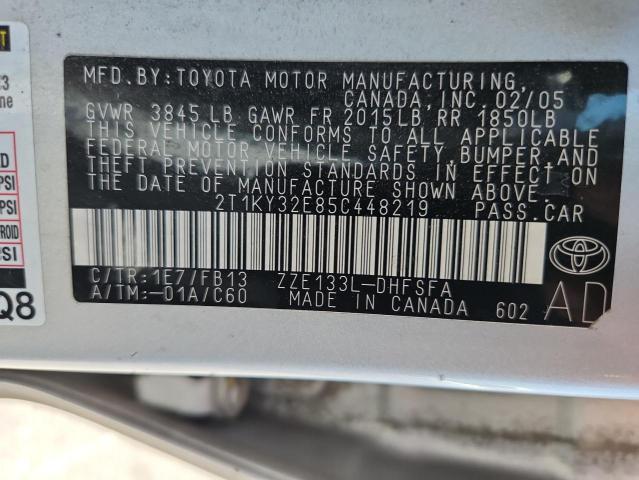 MFD. BY: TOYOTA MOTOR MANUFACTURING,
CANADA, INC. 02/05
GVWR 3845 LB GAWR FR 2015LB, RR 1850LB
THIS VEHICLE CONFORMS TO ALL APPLICABLE
FEDERAL MOTOR VEHICLE SAFETY, BUMPER, AND
THEFT PREVENTION STANDARDS IN EFFECT ON
THE DATE OF MANUFACTURE SHOWN ABOVE.
2T1KY32E85C448219 PASS. CAR
C/TR: 1E7/FB13 ZZE133L-DHFSFA
A/TM: -01A/C60 MADE IN CANADA 602
AD
PSI
Q8